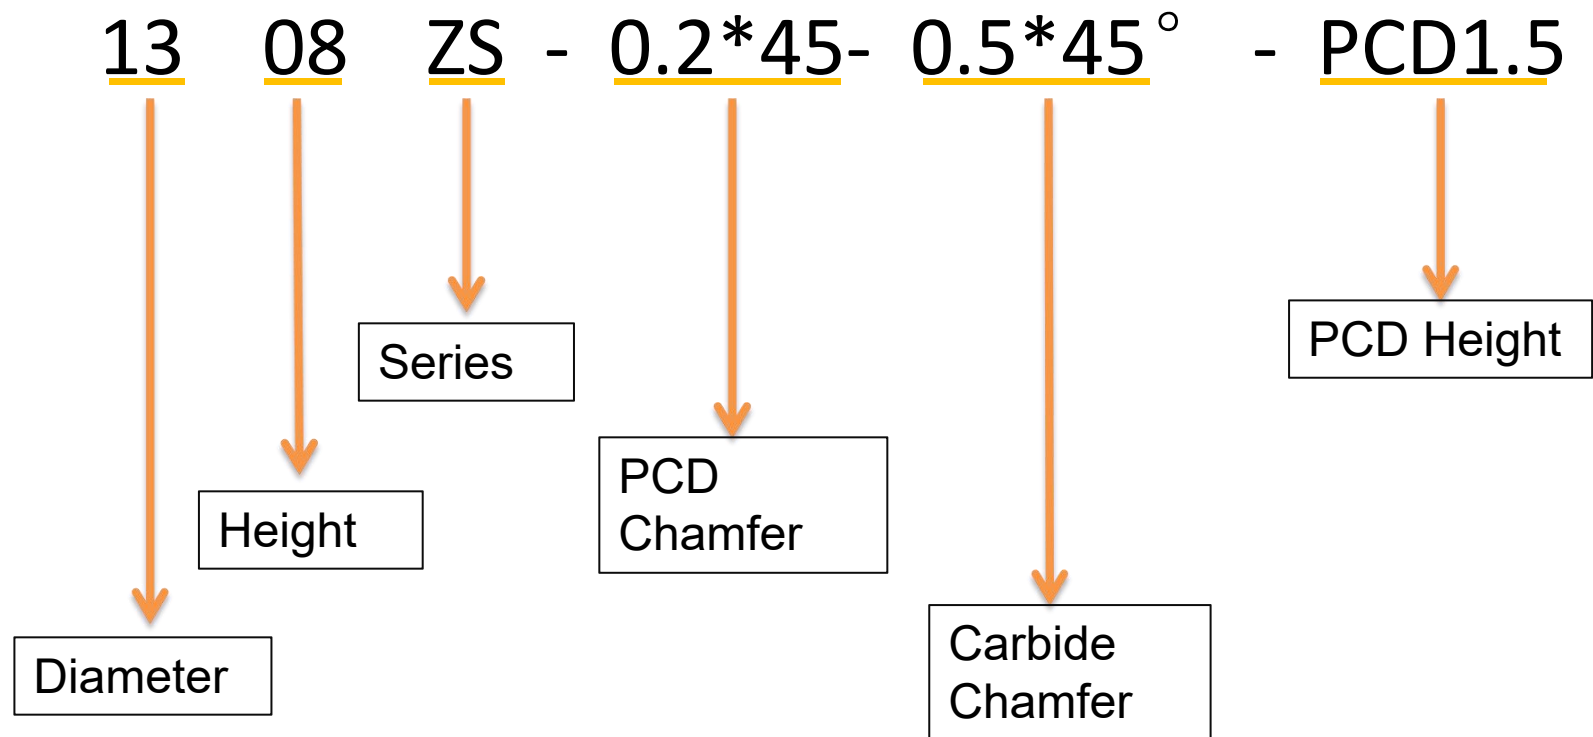 13 08 ZS - 0.2*45- 0.5*45° - PCD1.5
Series
PCD Height
Height
PCD
Chamfer
Diameter
Carbide
Chamfer